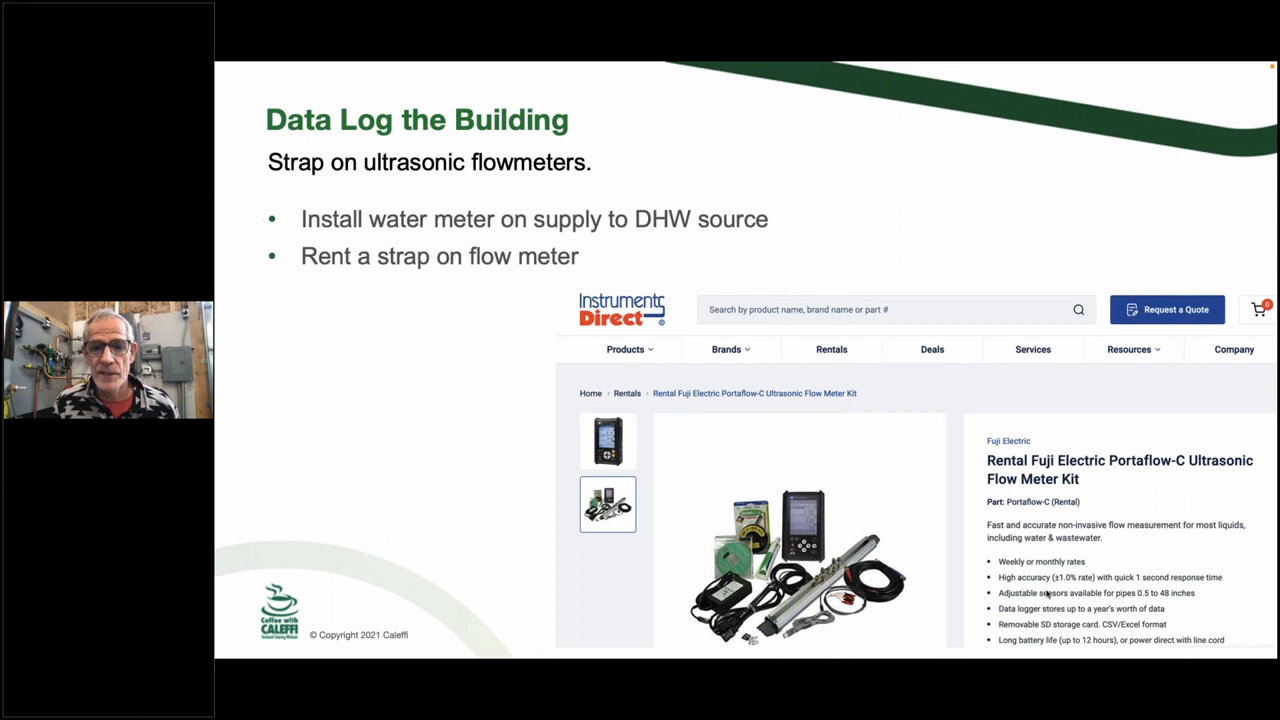 Data Log the Building
Strap on ultrasonic flowmeters.
• Install water meter on supply to DHW source
• Rent a strap on flow meter
Instruments
Direct
Search by product name, brand name or part #
Request a Quote
0
Products
Brands
Rentals
Deals
Services
Resources
Company
Home › Rentals › Rental Fuji Electric Portaflow-C Ultrasonic Flow Meter Kit
Fuji Electric
Rental Fuji Electric Portaflow-C Ultrasonic
Flow Meter Kit
Part: Portaflow-C (Rental)
Fast and accurate non-invasive flow measurement for most liquids,
including water & wastewater.
• Weekly or monthly rates
• High accuracy (±1.0% rate) with quick 1 second response time
• Adjustable sensors available for pipes 0.5 to 48 inches
• Data logger stores up to a year's worth of data
• Removable SD storage card. CSV/Excel format
• Long battery life (up to 12 hours), or power direct with line cord
Coffee with
CALEFFI
© Copyright 2021 Caleffi